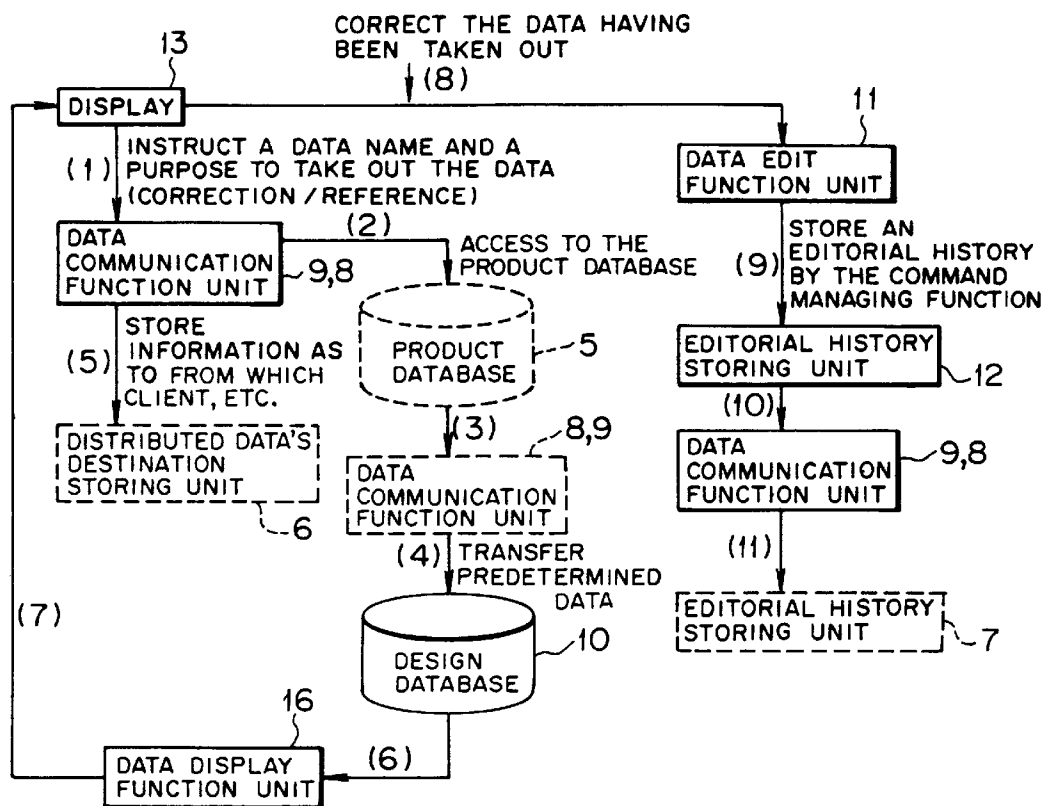 CORRECT THE DATA HAVING
BEEN TAKEN OUT
13
(8)
DISPLAY
11
(1)
INSTRUCT A DATA NAME AND A
PURPOSE TO TAKE OUT THE DATA
(CORRECTION / REFERENCE)
DATA EDIT
FUNCTION UNIT
(2)
DATA
COMMUNICATION
FUNCTION UNIT
9,8
ACCESS TO THE
PRODUCT DATABASE
(9)
STORE AN
EDITORIAL HISTORY
BY THE COMMAND
MANAGING FUNCTION
(5)
STORE
INFORMATION AS
TO FROM WHICH
CLIENT, ETC.
PRODUCT
DATABASE
5
EDITORIAL HISTORY
STORING UNIT
12
(3)
8,9
(10)
DISTRIBUTED DATA'S
DESTINATION
STORING UNIT
6
DATA
COMMUNICATION
FUNCTION UNIT
DATA
COMMUNICATION
FUNCTION UNIT
9,8
(4)
TRANSFER
PREDETERMINED
DATA
(11)
(7)
DESIGN
DATABASE
10
EDITORIAL HISTORY
STORING UNIT
7
16
(6)
DATA DISPLAY
FUNCTION UNIT